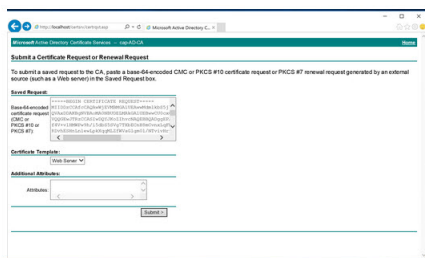 http://localhost/certsrv/certrqxt.asp
Microsoft Active Directory C...
Microsoft Active Directory Certificate Services -- cap-AD-CA
Home
Submit a Certificate Request or Renewal Request
To submit a saved request to the CA, paste a base-64-encoded CMC or PKCS #10 certificate request or PKCS #7 renewal request generated by an external
source (such as a Web server) in the Saved Request box.
Saved Request:
-----BEGIN CERTIFICATE REQUEST-----
Base-64-encoded
certificate request
(CMC or
PKCS #10 or
PKCS #7)
Certificate Template:
Web Server
Additional Attributes:
Attributes:
Submit >